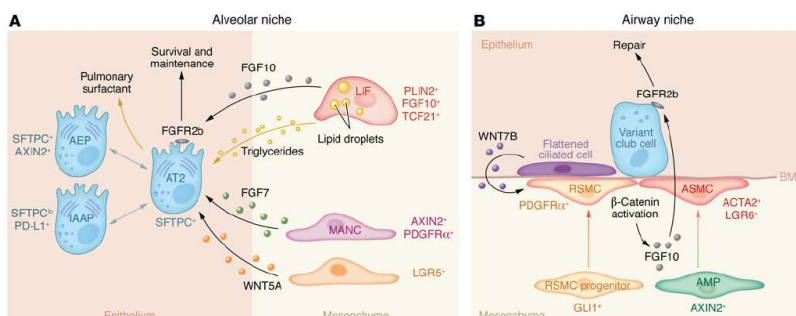 A
Alveolar niche
Survival and
maintenance
Pulmonary
surfactant
FGF10
LIF
PLIN2⁺
FGF10⁺
TCF21⁺
Lipid droplets
FGFR2b
Triglycerides
AEP
SFTPC⁺
AXIN2⁺
AT2
SFTPC⁺
IAAP
SFTPCˡᵒ
PD-L1⁺
FGF7
MANC
AXIN2⁺
PDGFRα⁺
LGR5⁺
WNT5A
Epithelium
Mesenchyme
B
Airway niche
Epithelium
Repair
FGFR2b
WNT7B
Flattened
ciliated cell
Variant
club cell
BM
RSMC
PDGFRα⁺
ASMC
ACTA2⁺
LGR6⁺
β-Catenin
activation
FGF10
RSMC progenitor
GLI1⁺
AMP
AXIN2⁺
Mesenchyme